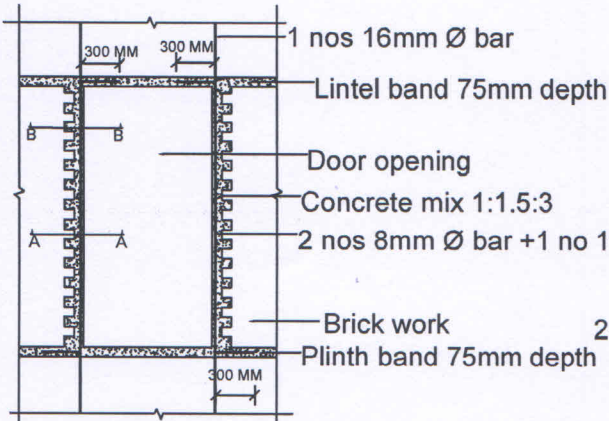 300 MM
300 MM
1 nos 16mm Ø bar
Lintel band 75mm depth
B
B
Door opening
Concrete mix 1:1.5:3
A
A
2 nos 8mm Ø bar +1 no 1
Brick work
2
Plinth band 75mm depth
300 MM